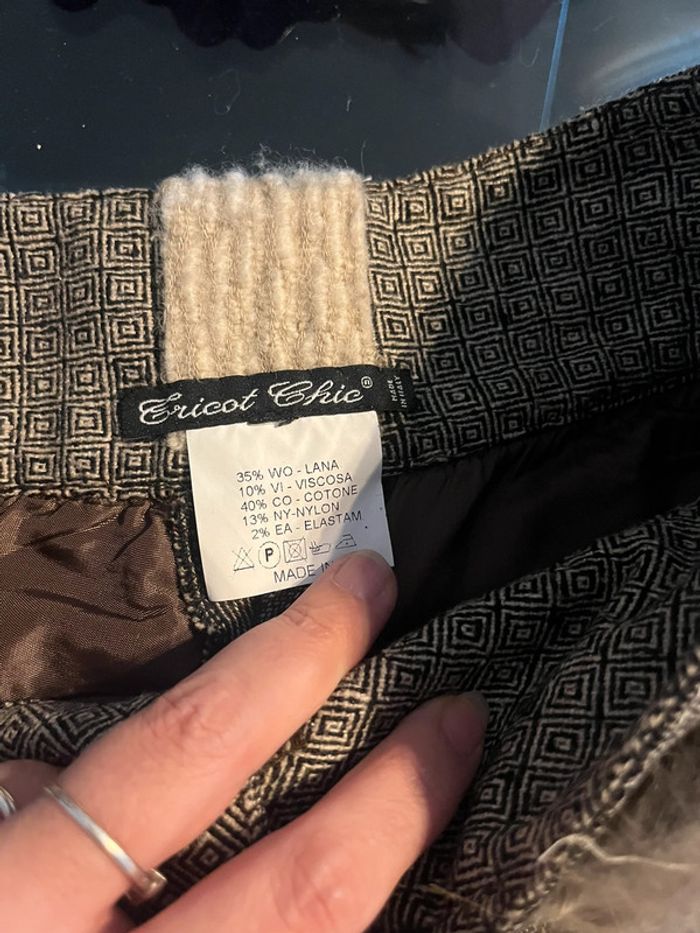 Tricot Chic®
MADE
IN ITALY
35% WO - LANA
10% VI - VISCOSA
40% CO - COTONE
13% NY-NYLON
2% EA - ELASTAM
P
MADE IN